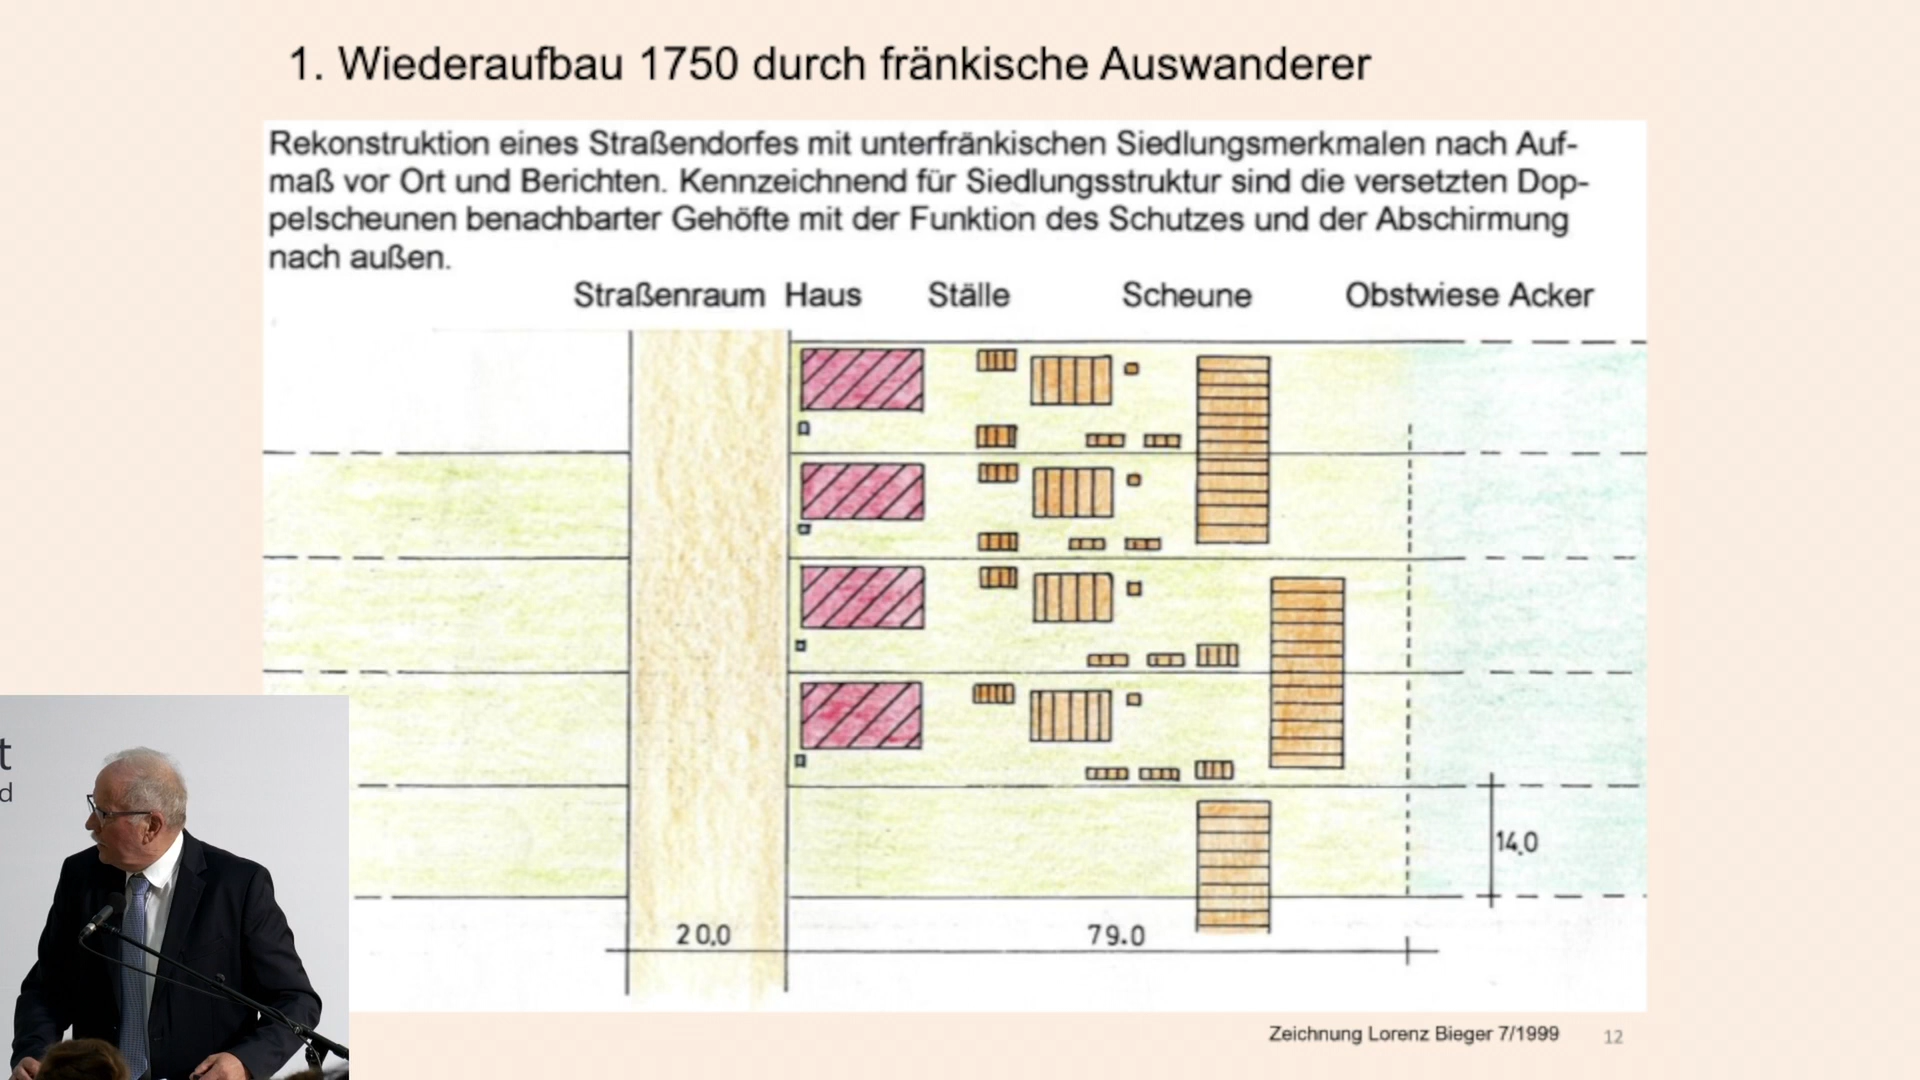 1. Wiederaufbau 1750 durch fränkische Auswanderer
Rekonstruktion eines Straßendorfes mit unterfränkischen Siedlungsmerkmalen nach Auf-
maß vor Ort und Berichten. Kennzeichnend für Siedlungsstruktur sind die versetzten Dop-
pelscheunen benachbarter Gehöfte mit der Funktion des Schutzes und der Abschirmung
nach außen.
Straßenraum Haus Ställe Scheune Obstwiese Acker
14.0
20.0 79.0
t
d
Zeichnung Lorenz Bieger 7/1999 12